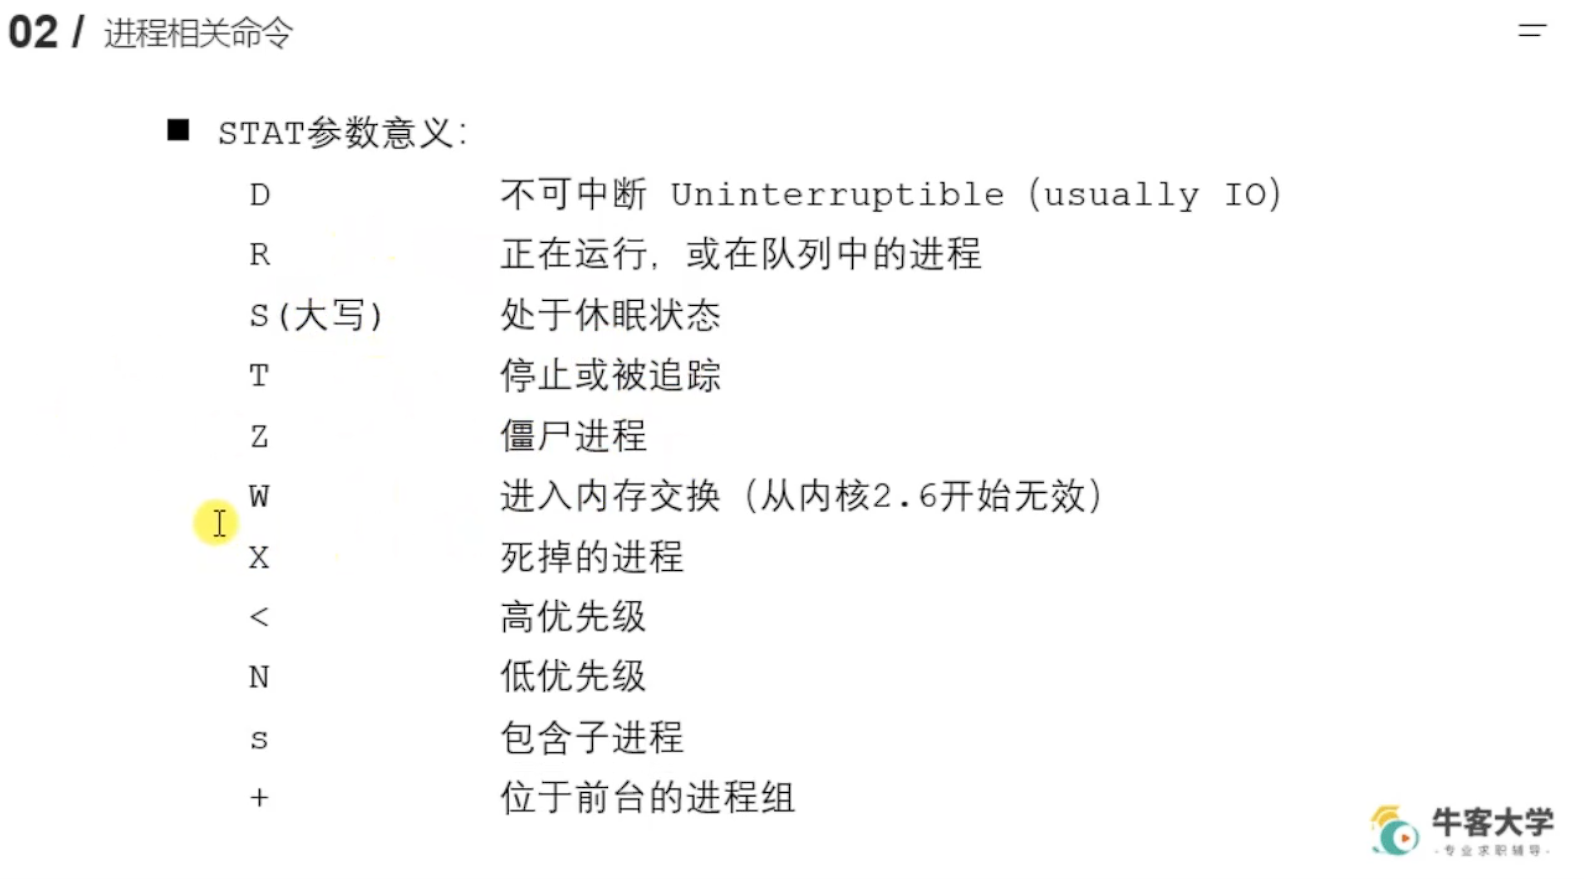 02 / 进程相关命令
■ STAT参数意义：
D 不可中断 Uninterruptible（usually IO）
R 正在运行，或在队列中的进程
S(大写) 处于休眠状态
T 停止或被追踪
Z 僵尸进程
W 进入内存交换（从内核2.6开始无效）
X 死掉的进程
< 高优先级
N 低优先级
s 包含子进程
+ 位于前台的进程组
牛客大学
-专业求职辅导-